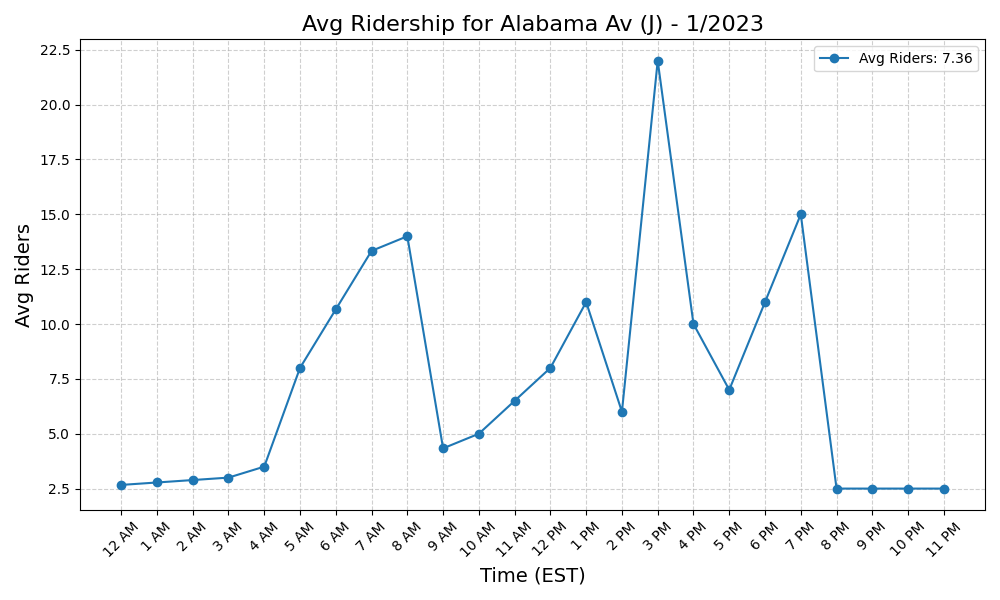 Avg Ridership for Alabama Av (J) - 1/2023
Avg Riders: 7.36
Avg Riders
22.5
20.0
17.5
15.0
12.5
10.0
7.5
5.0
2.5
12 AM
1 AM
2 AM
3 AM
4 AM
5 AM
6 AM
7 AM
8 AM
9 AM
10 AM
11 AM
12 PM
1 PM
2 PM
3 PM
4 PM
5 PM
6 PM
7 PM
8 PM
9 PM
10 PM
11 PM
Time (EST)